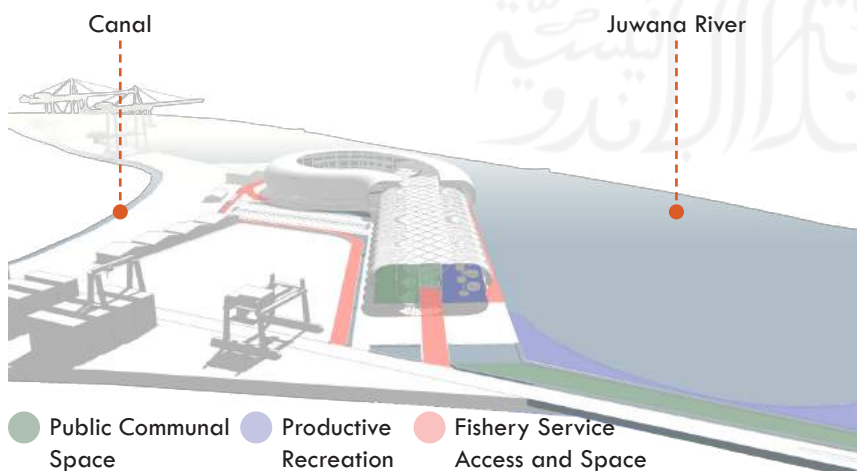 Canal
Juwana River
Public Communal
Space
Productive
Recreation
Fishery Service
Access and Space